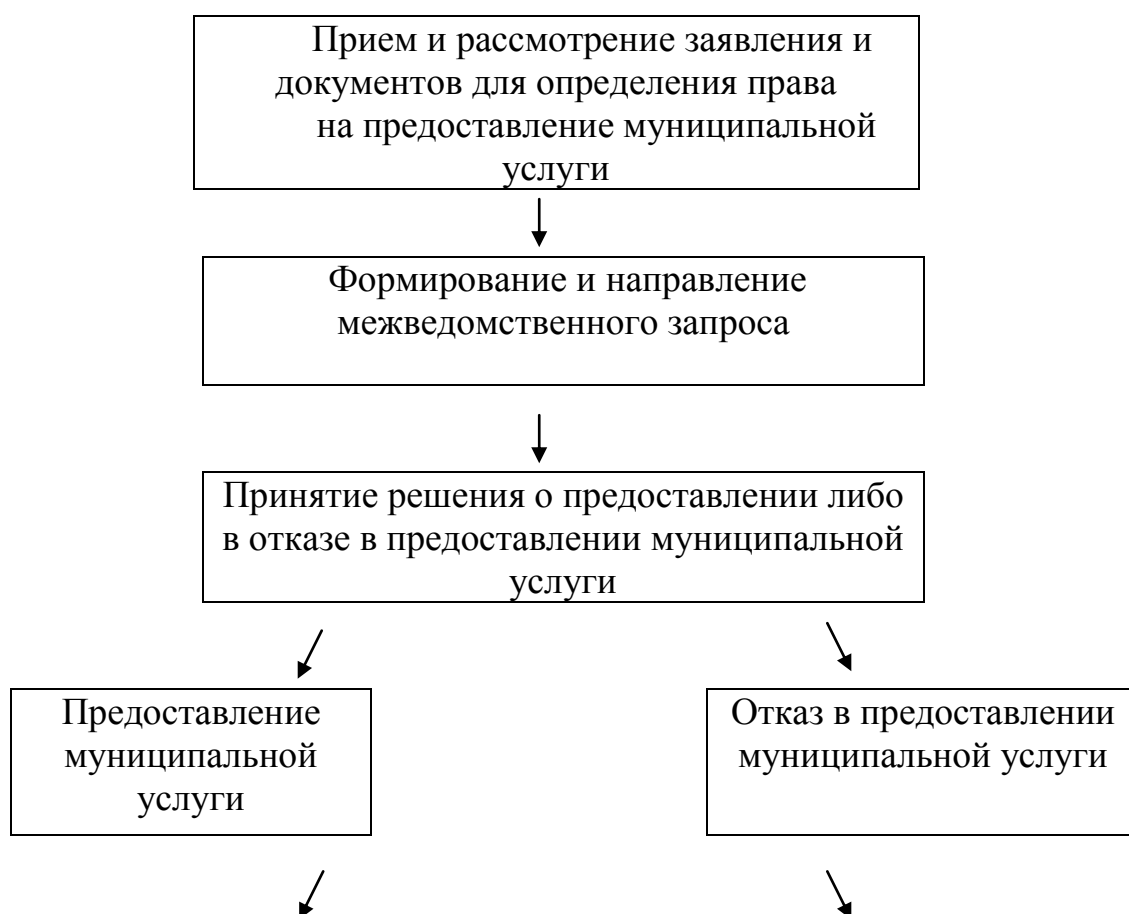 Прием и рассмотрение заявления и
документов для определения права
на предоставление муниципальной
услуги
Формирование и направление
межведомственного запроса
Принятие решения о предоставлении либо
в отказе в предоставлении муниципальной
услуги
Предоставление
муниципальной
услуги
Отказ в предоставлении
муниципальной услуги